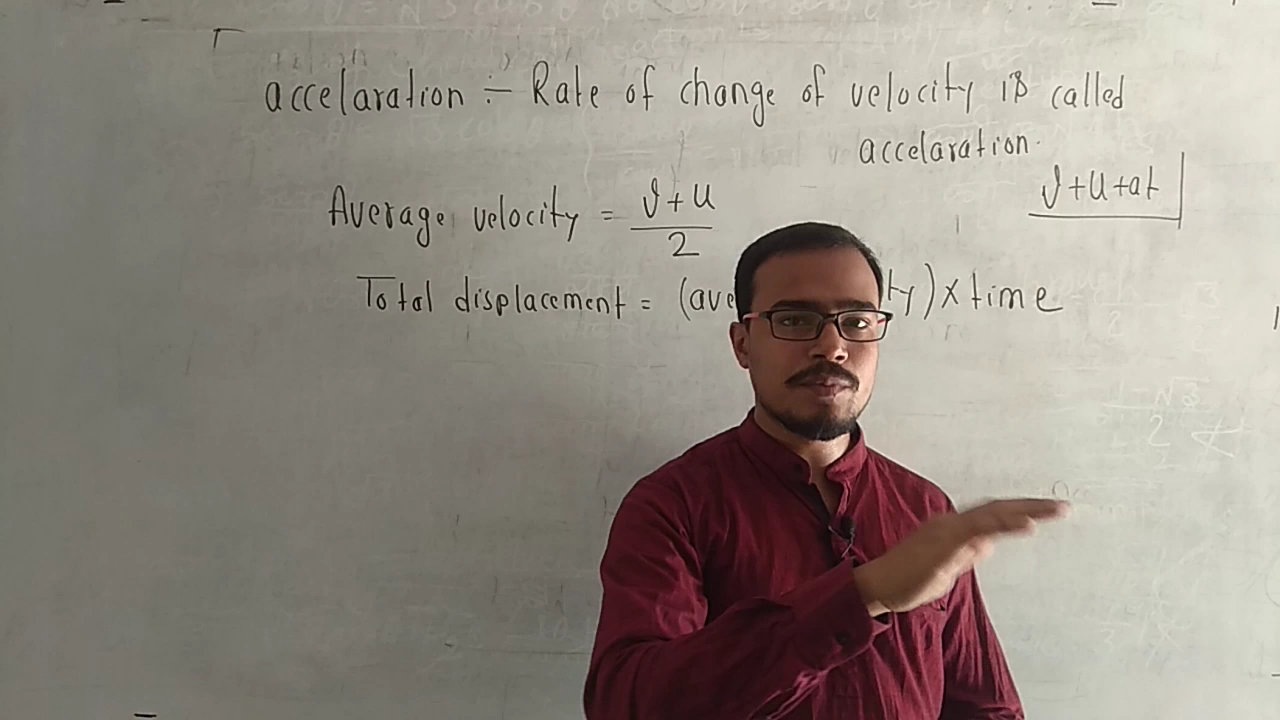 accelaration ÷ Rate of change of velocity is called
accelaration.
v+u+at
Average velocity = v+u
2
Total displacement = (ave ty) × time